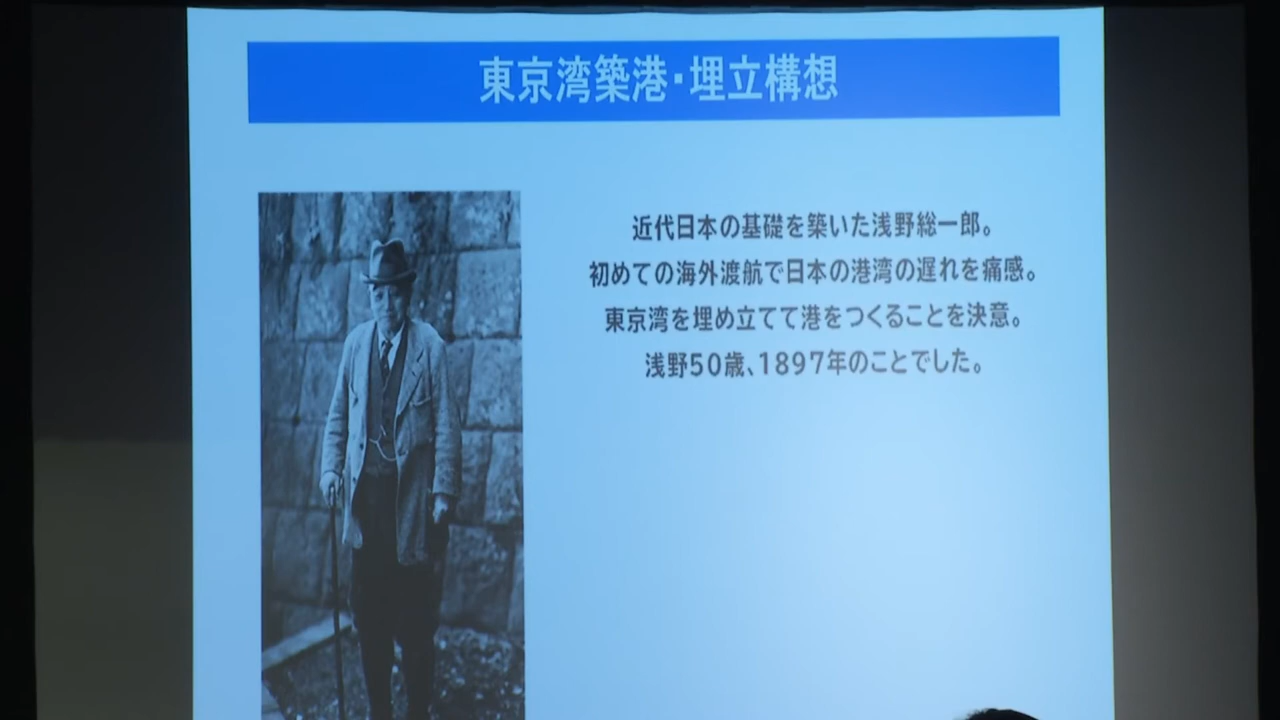 東京湾築港・埋立構想
近代日本の基礎を築いた浅野総一郎。
初めての海外渡航で日本の港湾の遅れを痛感。
東京湾を埋め立てて港をつくることを決意。
浅野50歳、1897年のことでした。